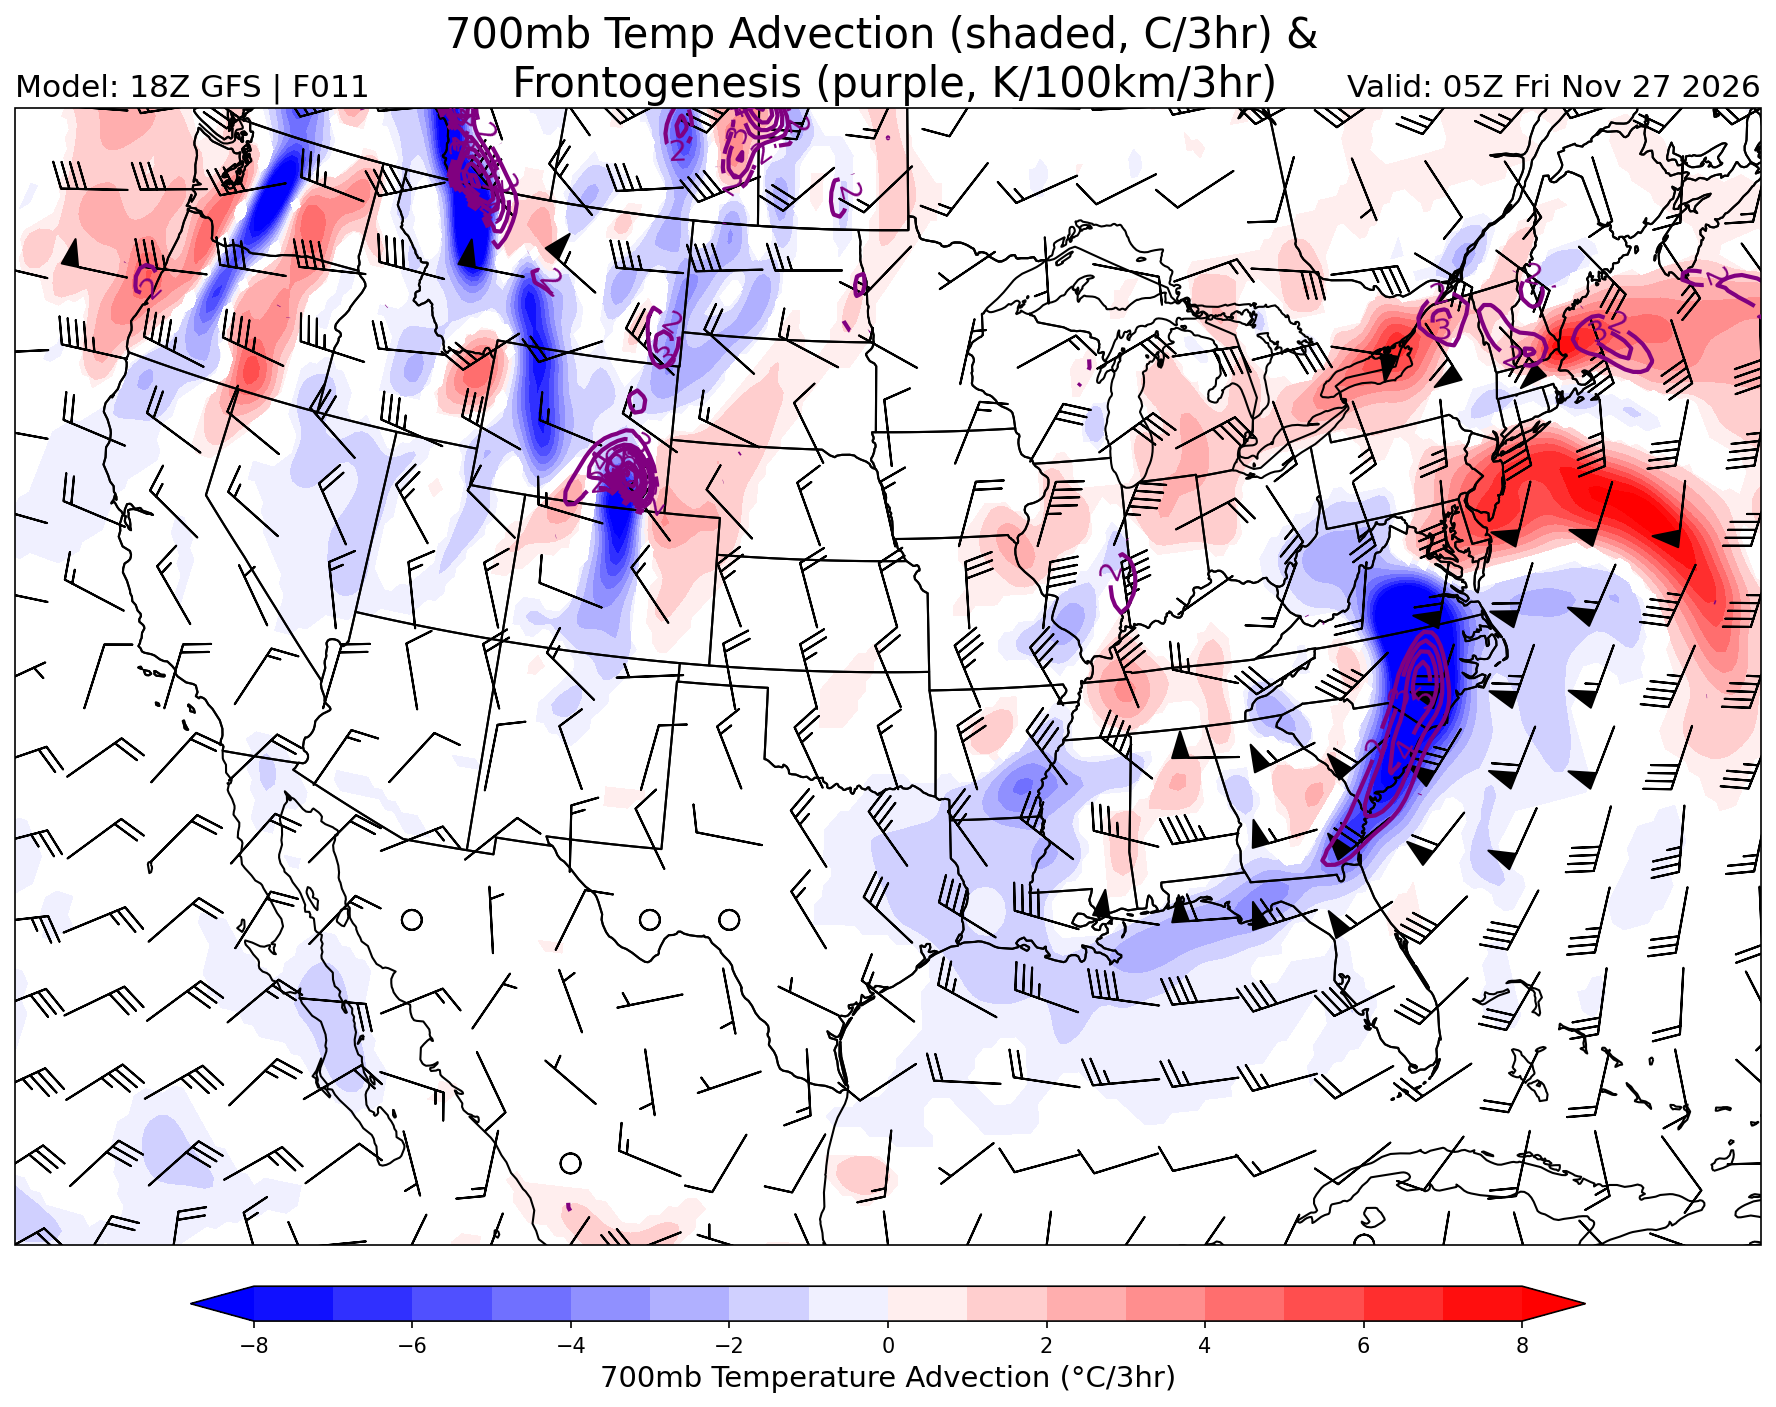 700mb Temp Advection (shaded, C/3hr) &
Frontogenesis (purple, K/100km/3hr)
Model: 18Z GFS | F011
Valid: 05Z Fri Nov 27 2026
−8 −6 −4 −2 0 2 4 6 8
700mb Temperature Advection (°C/3hr)